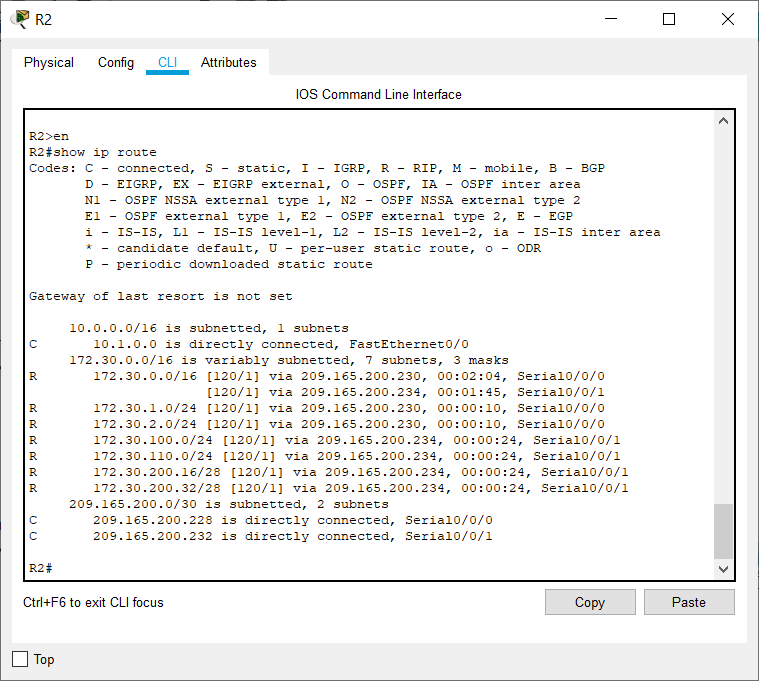 R2
Physical Config CLI Attributes
IOS Command Line Interface
R2>en
R2#show ip route
Codes: C - connected, S - static, I - IGRP, R - RIP, M - mobile, B - BGP
       D - EIGRP, EX - EIGRP external, O - OSPF, IA - OSPF inter area
       N1 - OSPF NSSA external type 1, N2 - OSPF NSSA external type 2
       E1 - OSPF external type 1, E2 - OSPF external type 2, E - EGP
       i - IS-IS, L1 - IS-IS level-1, L2 - IS-IS level-2, ia - IS-IS inter area
       * - candidate default, U - per-user static route, o - ODR
       P - periodic downloaded static route
Gateway of last resort is not set
     10.0.0.0/16 is subnetted, 1 subnets
C       10.1.0.0 is directly connected, FastEthernet0/0
     172.30.0.0/16 is variably subnetted, 7 subnets, 3 masks
R       172.30.0.0/16 [120/1] via 209.165.200.230, 00:02:04, Serial0/0/0
                      [120/1] via 209.165.200.234, 00:01:45, Serial0/0/1
R       172.30.1.0/24 [120/1] via 209.165.200.230, 00:00:10, Serial0/0/0
R       172.30.2.0/24 [120/1] via 209.165.200.230, 00:00:10, Serial0/0/0
R       172.30.100.0/24 [120/1] via 209.165.200.234, 00:00:24, Serial0/0/1
R       172.30.110.0/24 [120/1] via 209.165.200.234, 00:00:24, Serial0/0/1
R       172.30.200.16/28 [120/1] via 209.165.200.234, 00:00:24, Serial0/0/1
R       172.30.200.32/28 [120/1] via 209.165.200.234, 00:00:24, Serial0/0/1
     209.165.200.0/30 is subnetted, 2 subnets
C       209.165.200.228 is directly connected, Serial0/0/0
C       209.165.200.232 is directly connected, Serial0/0/1
R2#
Ctrl+F6 to exit CLI focus Copy Paste
Top